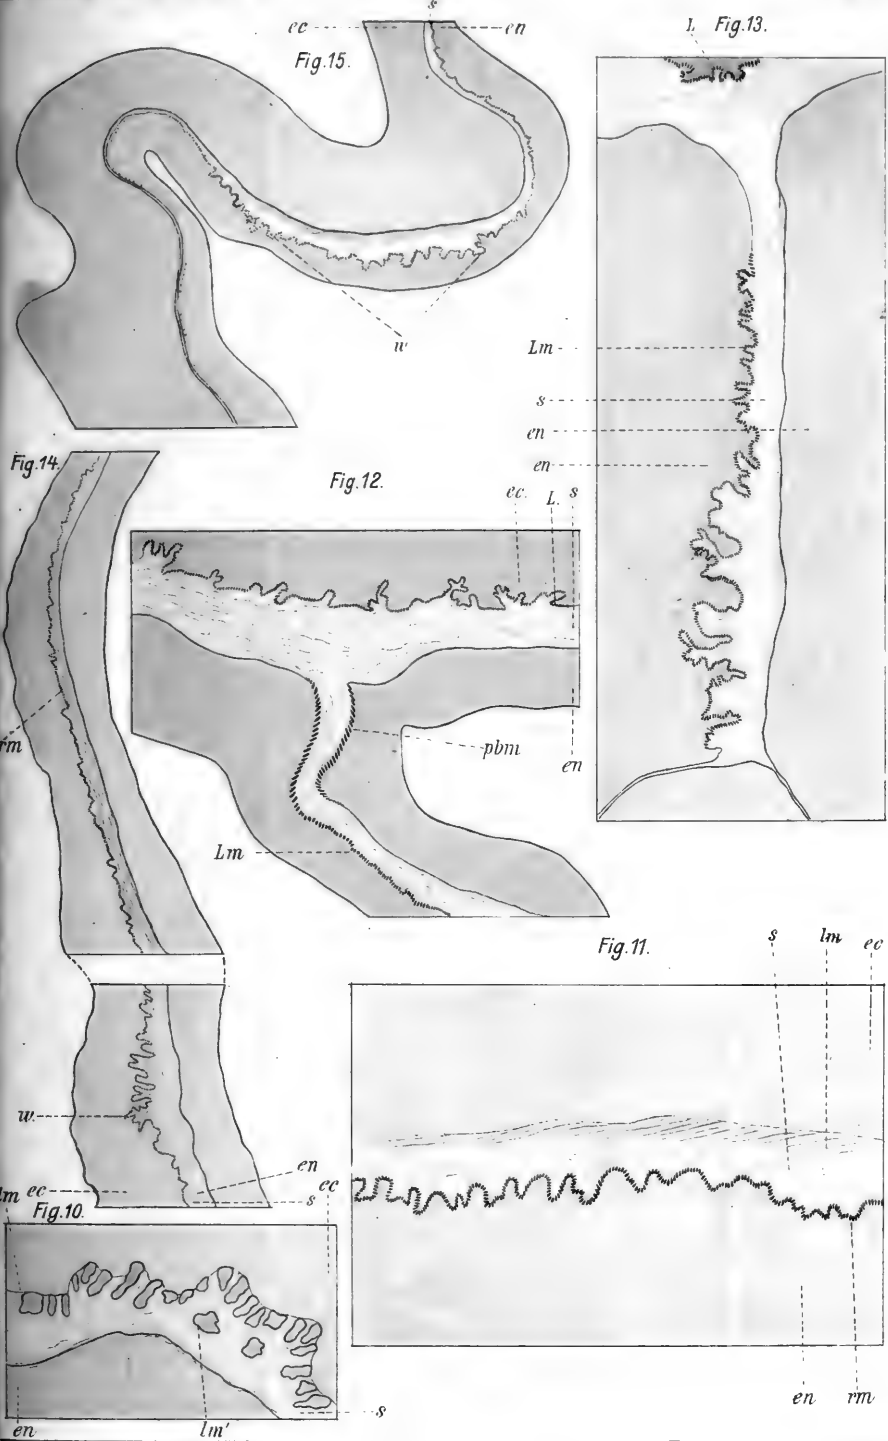 s
ec en
Fig.15.
w
L Fig.13.
Lm
s
en
en
Fig.14.
rm
w.
en
ec s
Fig.12.
ec. L. s
pbm
en
Lm
Fig.11.
s lm ec
en rm
Fig.10.
lm ec
en lm' s